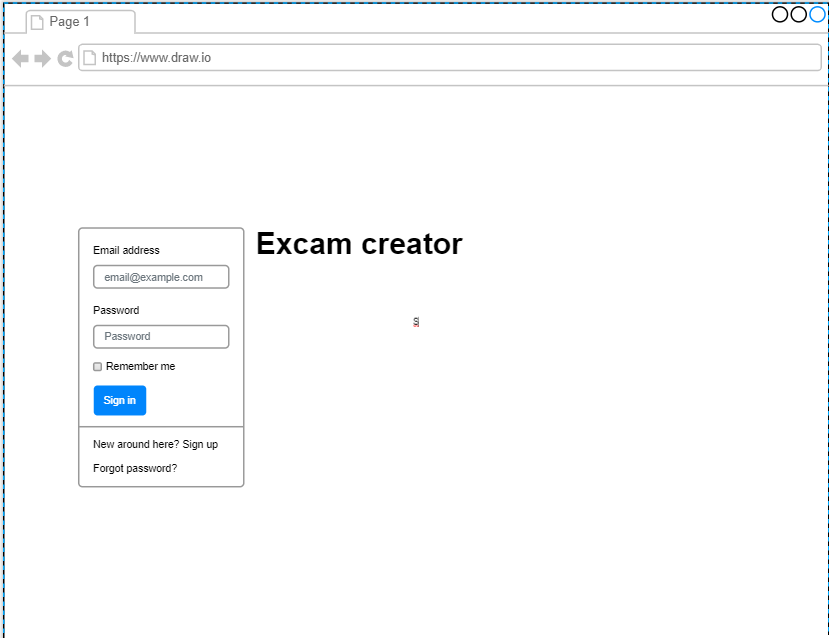 Page 1
https://www.draw.io
Excam creator
Email address
email@example.com
Password
Password
Remember me
Sign in
New around here? Sign up
Forgot password?
s